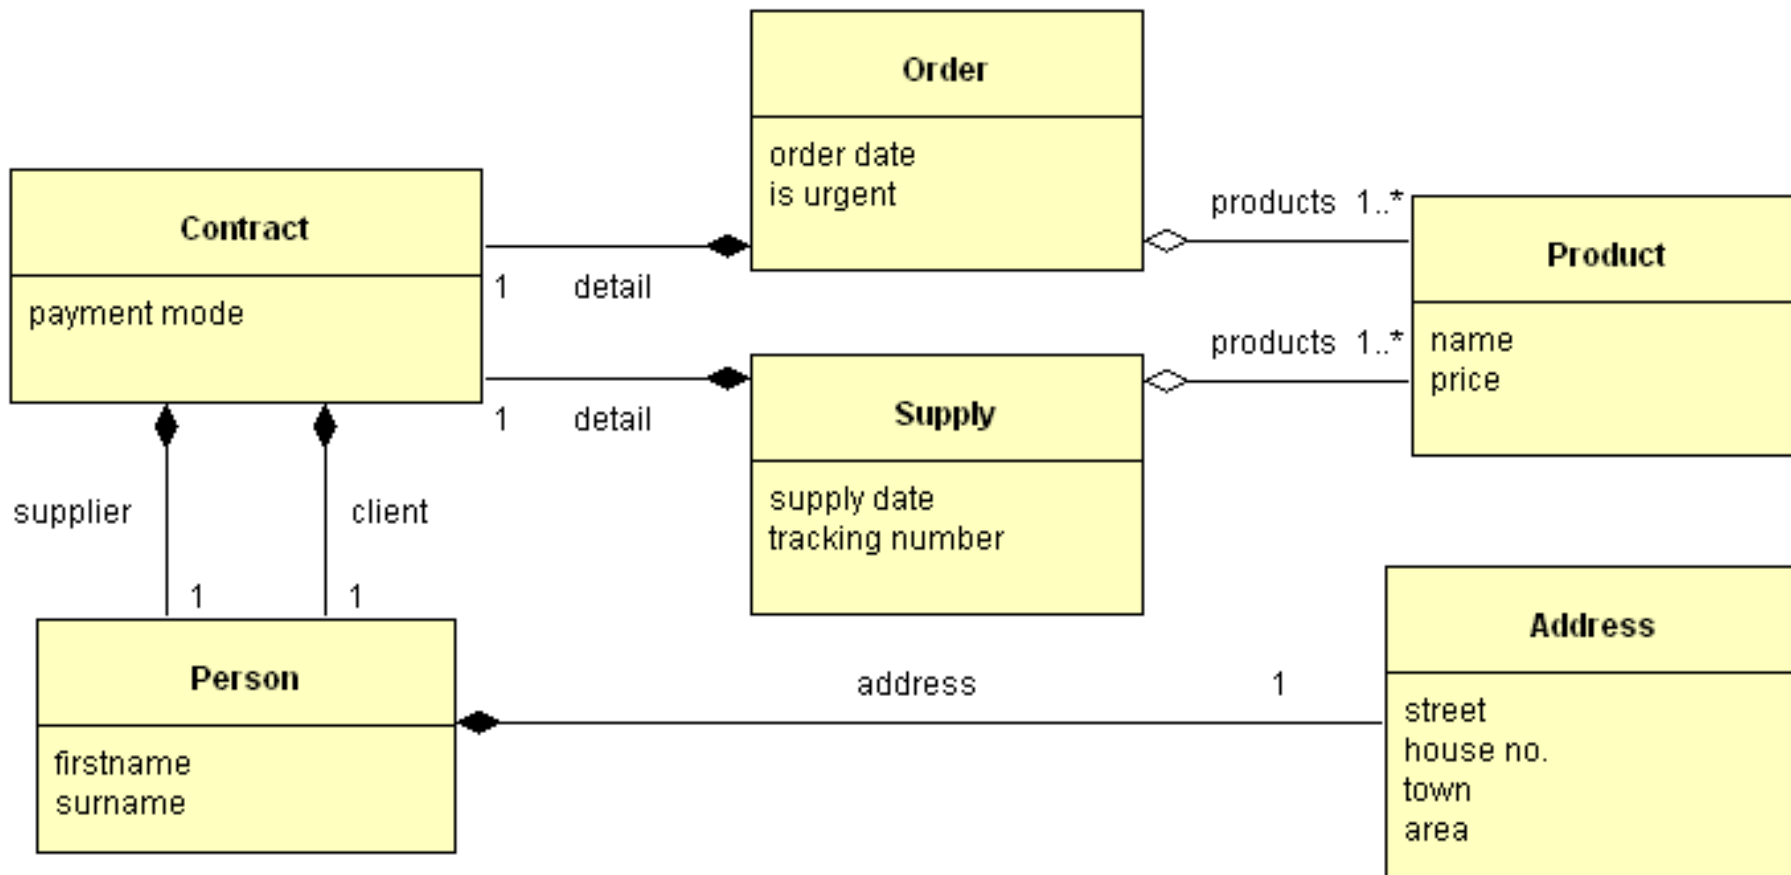 Order
order date
is urgent
Contract
payment mode
1 detail
products 1..*
Product
name
price
products 1..*
1 detail
Supply
supply date
tracking number
supplier
client
1
1
Person
firstname
surname
address 1
Address
street
house no.
town
area